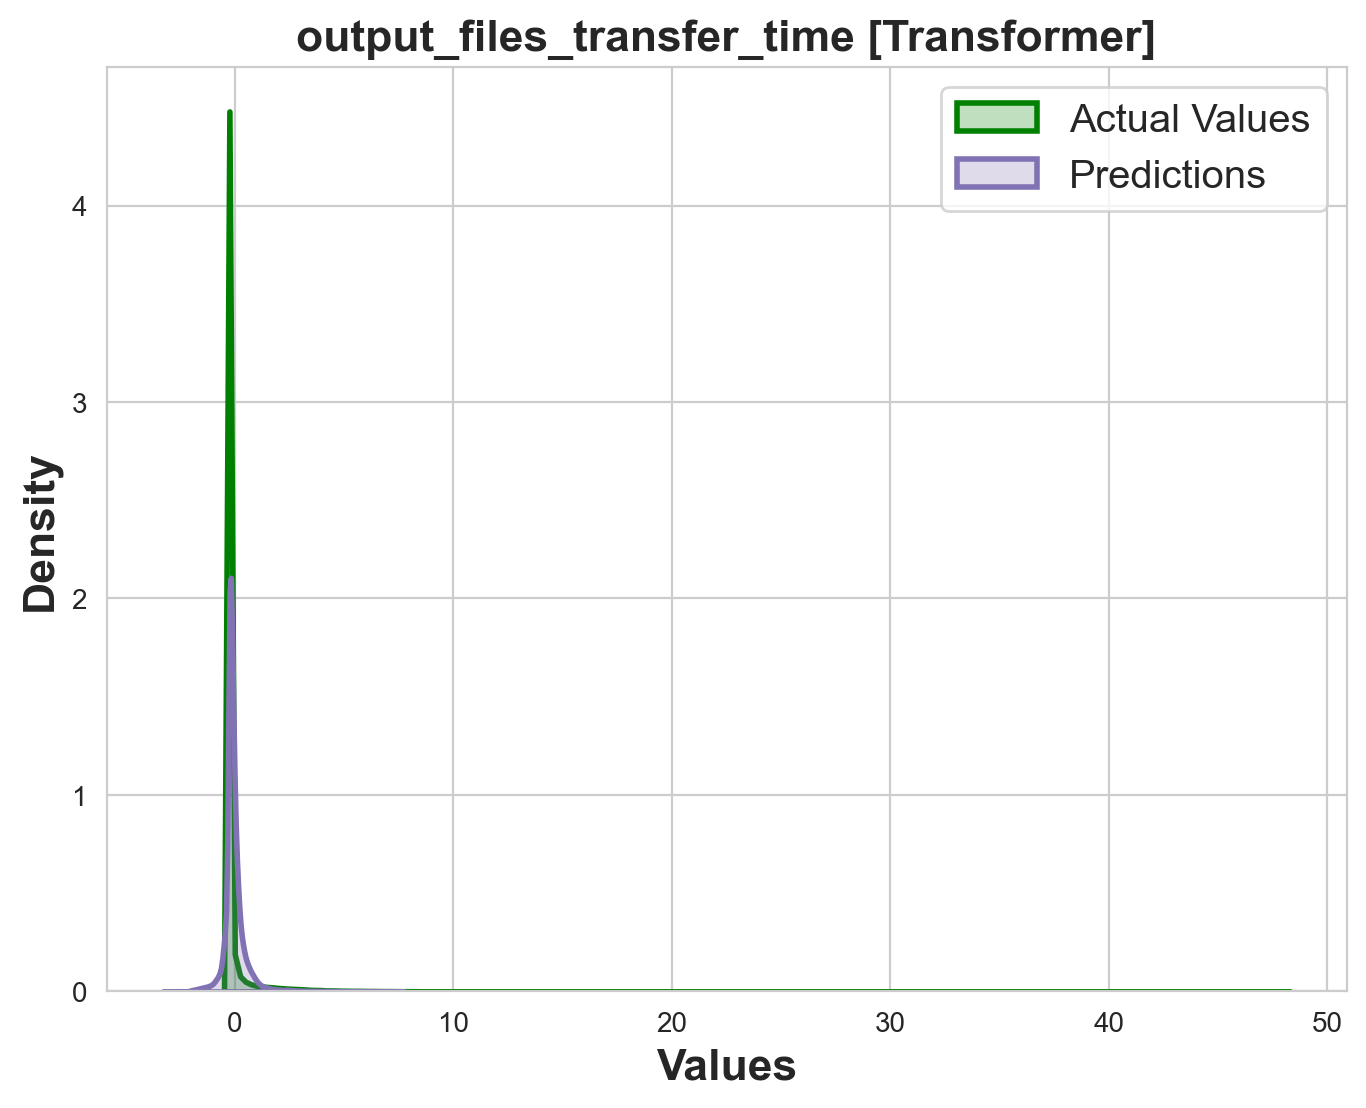 output_files_transfer_time [Transformer]
Actual Values
Predictions
Density
4
3
2
1
0
0 10 20 30 40 50
Values